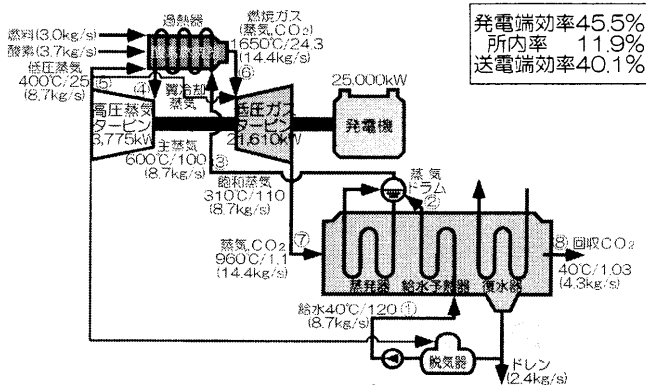 過熱器
燃焼ガス
(蒸気,CO₂)
1650℃/24.3
(14.4kg/s)
⑥
燃料(3.0kg/s)
酸素(3.7kg/s)
低圧蒸気
400℃/25⑤
(8.7kg/s)
④
翼冷却
蒸気
発電端効率45.5%
所内率 11.9%
送電端効率40.1%
高圧蒸気
タービン
3,775kW
低圧ガス
タービン
21,610kW
25,000kW
発電機
主蒸気
600℃/100
(8.7kg/s)
③
飽和蒸気
310℃/110
(8.7kg/s)
蒸気
ドラム
②
蒸気,CO₂
960℃/1.1
(14.4kg/s)
⑦
蒸発器
給水予熱器
復水器
⑧回収CO₂
40℃/1.03
(4.3kg/s)
給水40℃/120①
(8.7kg/s)
脱気器
ドレン
(2.4kg/s)